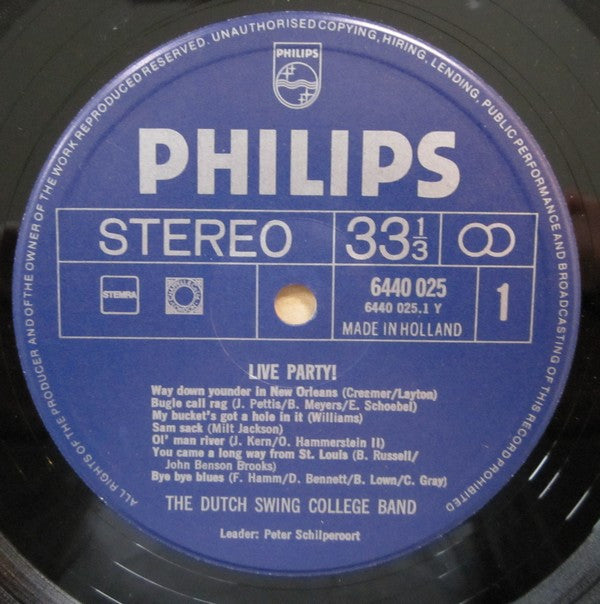 ALL RIGHTS OF THE PRODUCER AND OF THE OWNER OF THE WORK REPRODUCED RESERVED. UNAUTHORISED COPYING, HIRING, LENDING, PUBLIC PERFORMANCE AND BROADCASTING OF THIS RECORD PROHIBITED
PHILIPS
PHILIPS
STEREO 33 1/3
STEMRA
6440 025
6440 025.1 Y
MADE IN HOLLAND
1
LIVE PARTY!
Way down younder in New Orleans (Creamer/Layton)
Bugle call rag (J. Pettis/B. Meyers/E. Schoebel)
My bucket's got a hole in it (Williams)
Sam sack (Milt Jackson)
Ol' man river (J. Kern/O. Hammerstein II)
You came a long way from St. Louis (B. Russell/
John Benson Brooks)
Bye bye blues (F. Hamm/D. Bennett/B. Lown/C. Gray)
THE DUTCH SWING COLLEGE BAND
Leader: Peter Schilperoort